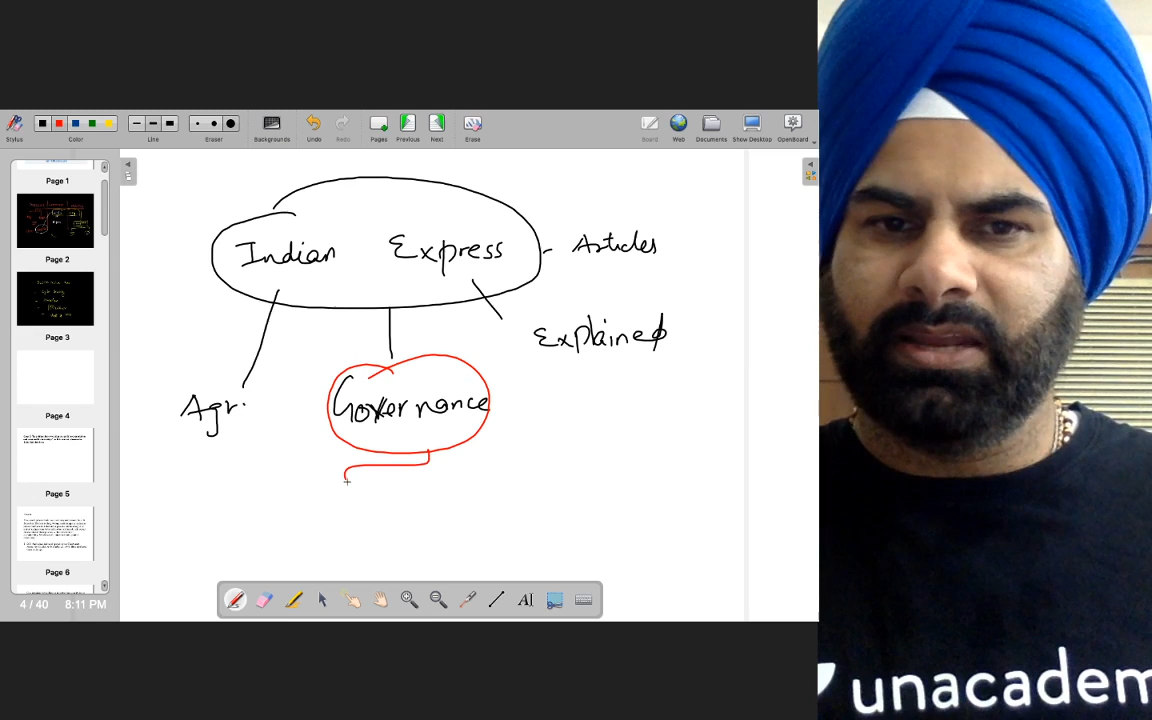 Stylus
Color
Line
Eraser
Backgrounds
Undo
Redo
Pages
Previous
Next
Erase
Board
Web
Documents
Show Desktop
OpenBoard
Page 1
Page 2
Page 3
Page 4
Page 5
Page 6
4 / 40 8:11 PM
Indian Express - Articles
Explained
Agr.
Governance
AI
unacadem